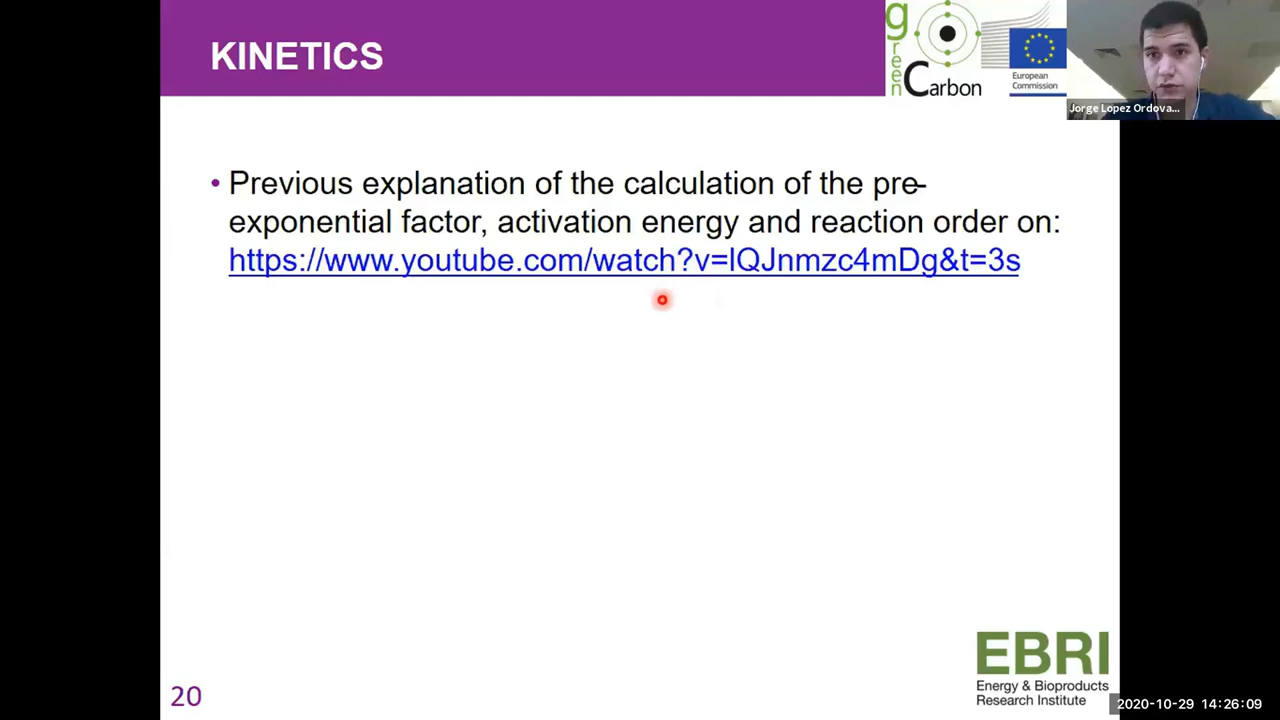 KINETICS
green
Carbon
European
Commission
Jorge Lopez Ordova...
• Previous explanation of the calculation of the pre-
exponential factor, activation energy and reaction order on:
https://www.youtube.com/watch?v=lQJnmzc4mDg&t=3s
EBRI
Energy & Bioproducts
Research Institute
20
2020-10-29 14:26:09